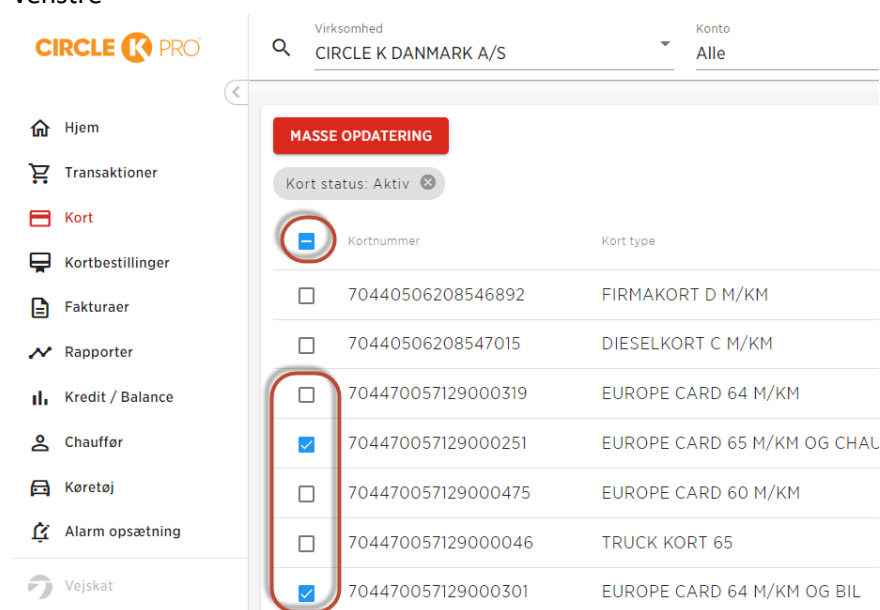 CIRCLE K PRO
Virksomhed
CIRCLE K DANMARK A/S
Konto
Alle
Hjem
Transaktioner
Kort
Kortbestillinger
Fakturaer
Rapporter
Kredit / Balance
Chauffør
Køretøj
Alarm opsætning
Vejskat
MASSE OPDATERING
Kort status: Aktiv
Kortnummer Kort type
70440506208546892 FIRMAKORT D M/KM
70440506208547015 DIESELKORT C M/KM
704470057129000319 EUROPE CARD 64 M/KM
704470057129000251 EUROPE CARD 65 M/KM OG CHAU
704470057129000475 EUROPE CARD 60 M/KM
704470057129000046 TRUCK KORT 65
704470057129000301 EUROPE CARD 64 M/KM OG BIL